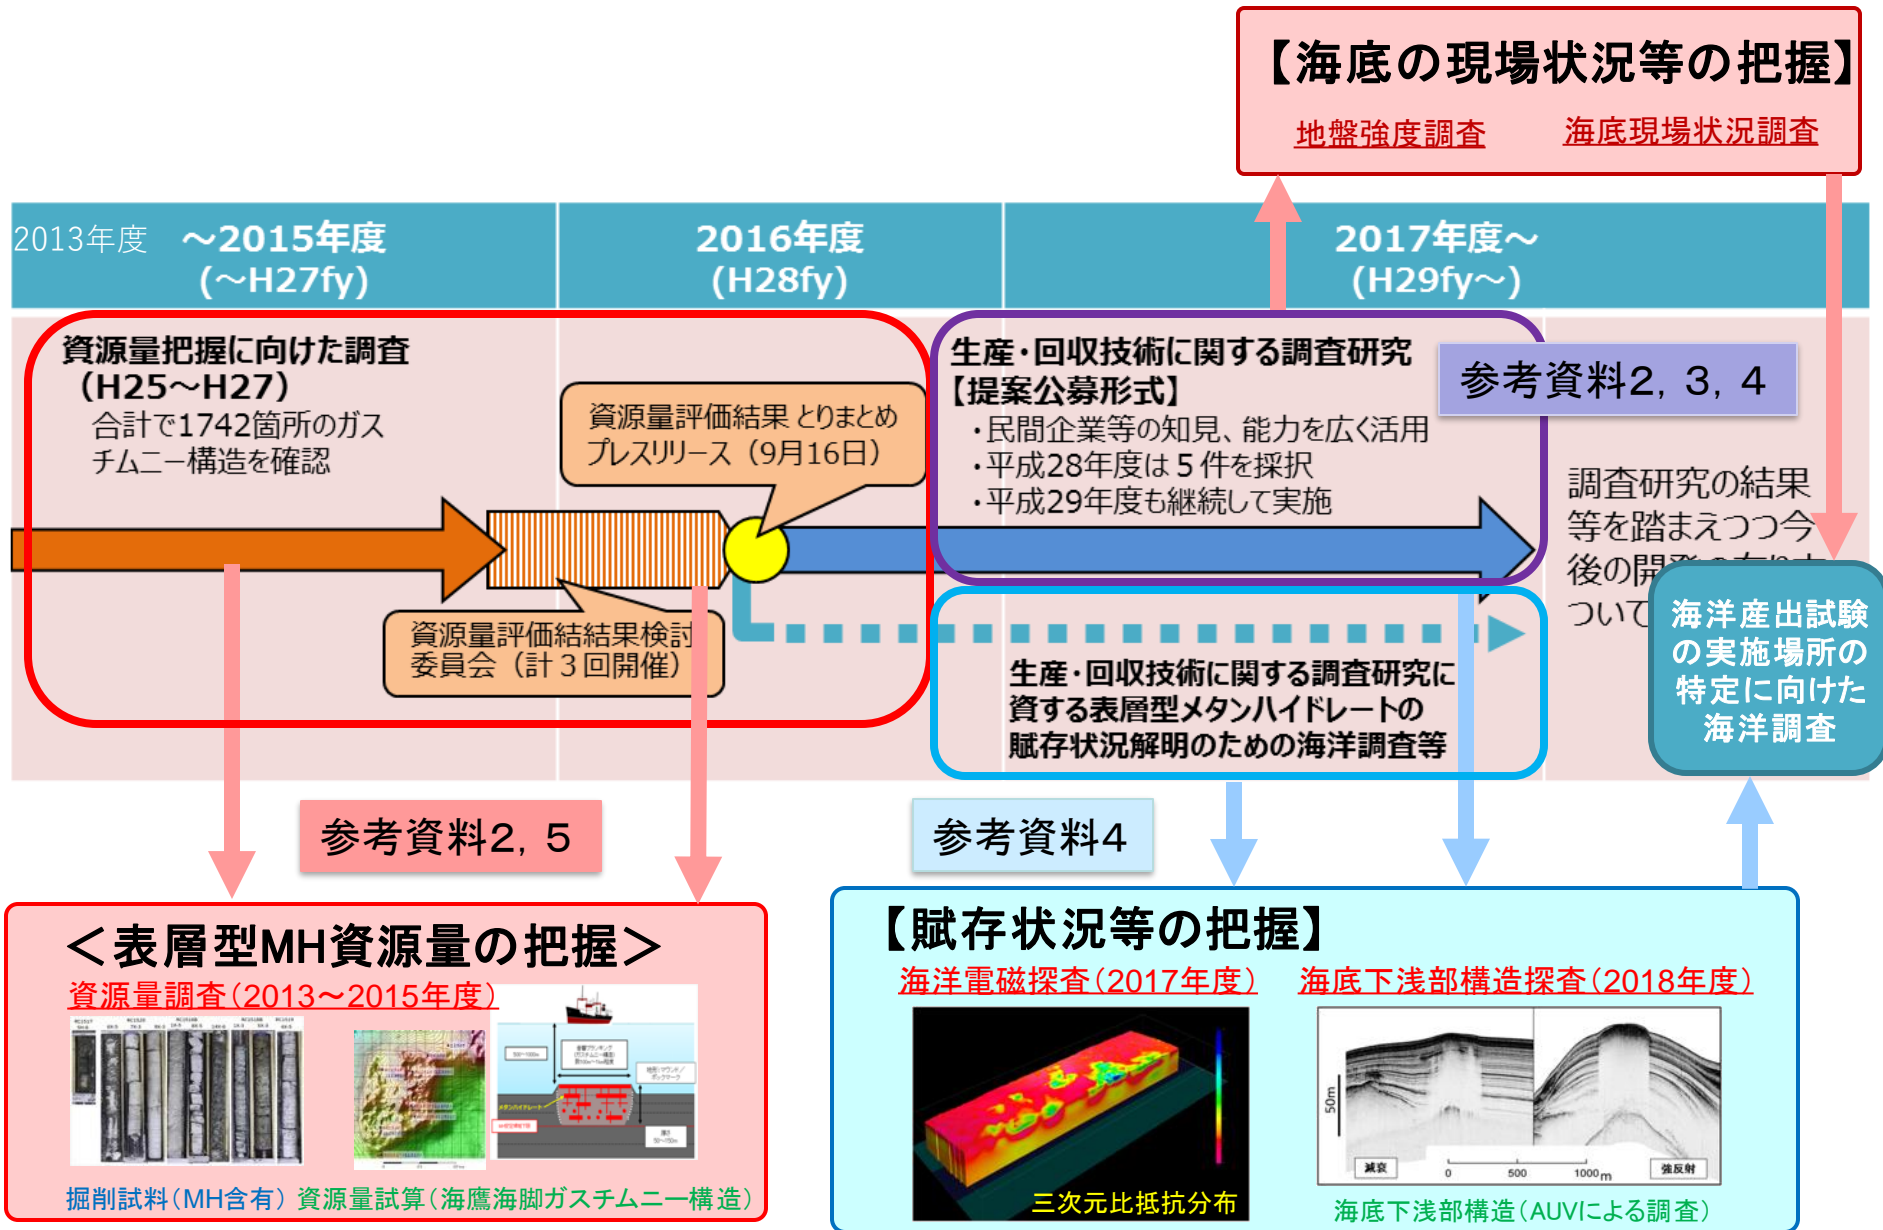 【海底の現場状況等の把握】
地盤強度調査 海底現場状況調査
2013年度 ～2015年度
(～H27fy)
2016年度
(H28fy)
2017年度～
(H29fy～)
資源量把握に向けた調査
（H25～H27）
合計で1742箇所のガス
チムニー構造を確認
資源量評価結果 とりまとめ
プレスリリース（9月16日）
資源量評価結結果検討
委員会（計３回開催）
生産・回収技術に関する調査研究
【提案公募形式】
・民間企業等の知見、能力を広く活用
・平成28年度は５件を採択
・平成29年度も継続して実施
参考資料2, 3, 4
調査研究の結果
等を踏まえつつ今
後の開
ついて
海洋産出試験
の実施場所の
特定に向けた
海洋調査
生産・回収技術に関する調査研究に
資する表層型メタンハイドレートの
賦存状況解明のための海洋調査等
参考資料2, 5
参考資料4
＜表層型MH資源量の把握＞
資源量調査（2013～2015年度）
メタンハイドレート
掘削試料（MH含有） 資源量試算（海鷹海脚ガスチムニー構造）
【賦存状況等の把握】
海洋電磁探査（2017年度） 海底下浅部構造探査（2018年度）
三次元比抵抗分布
50m
減衰
0 500 1000 m
強反射
海底下浅部構造（AUVによる調査）